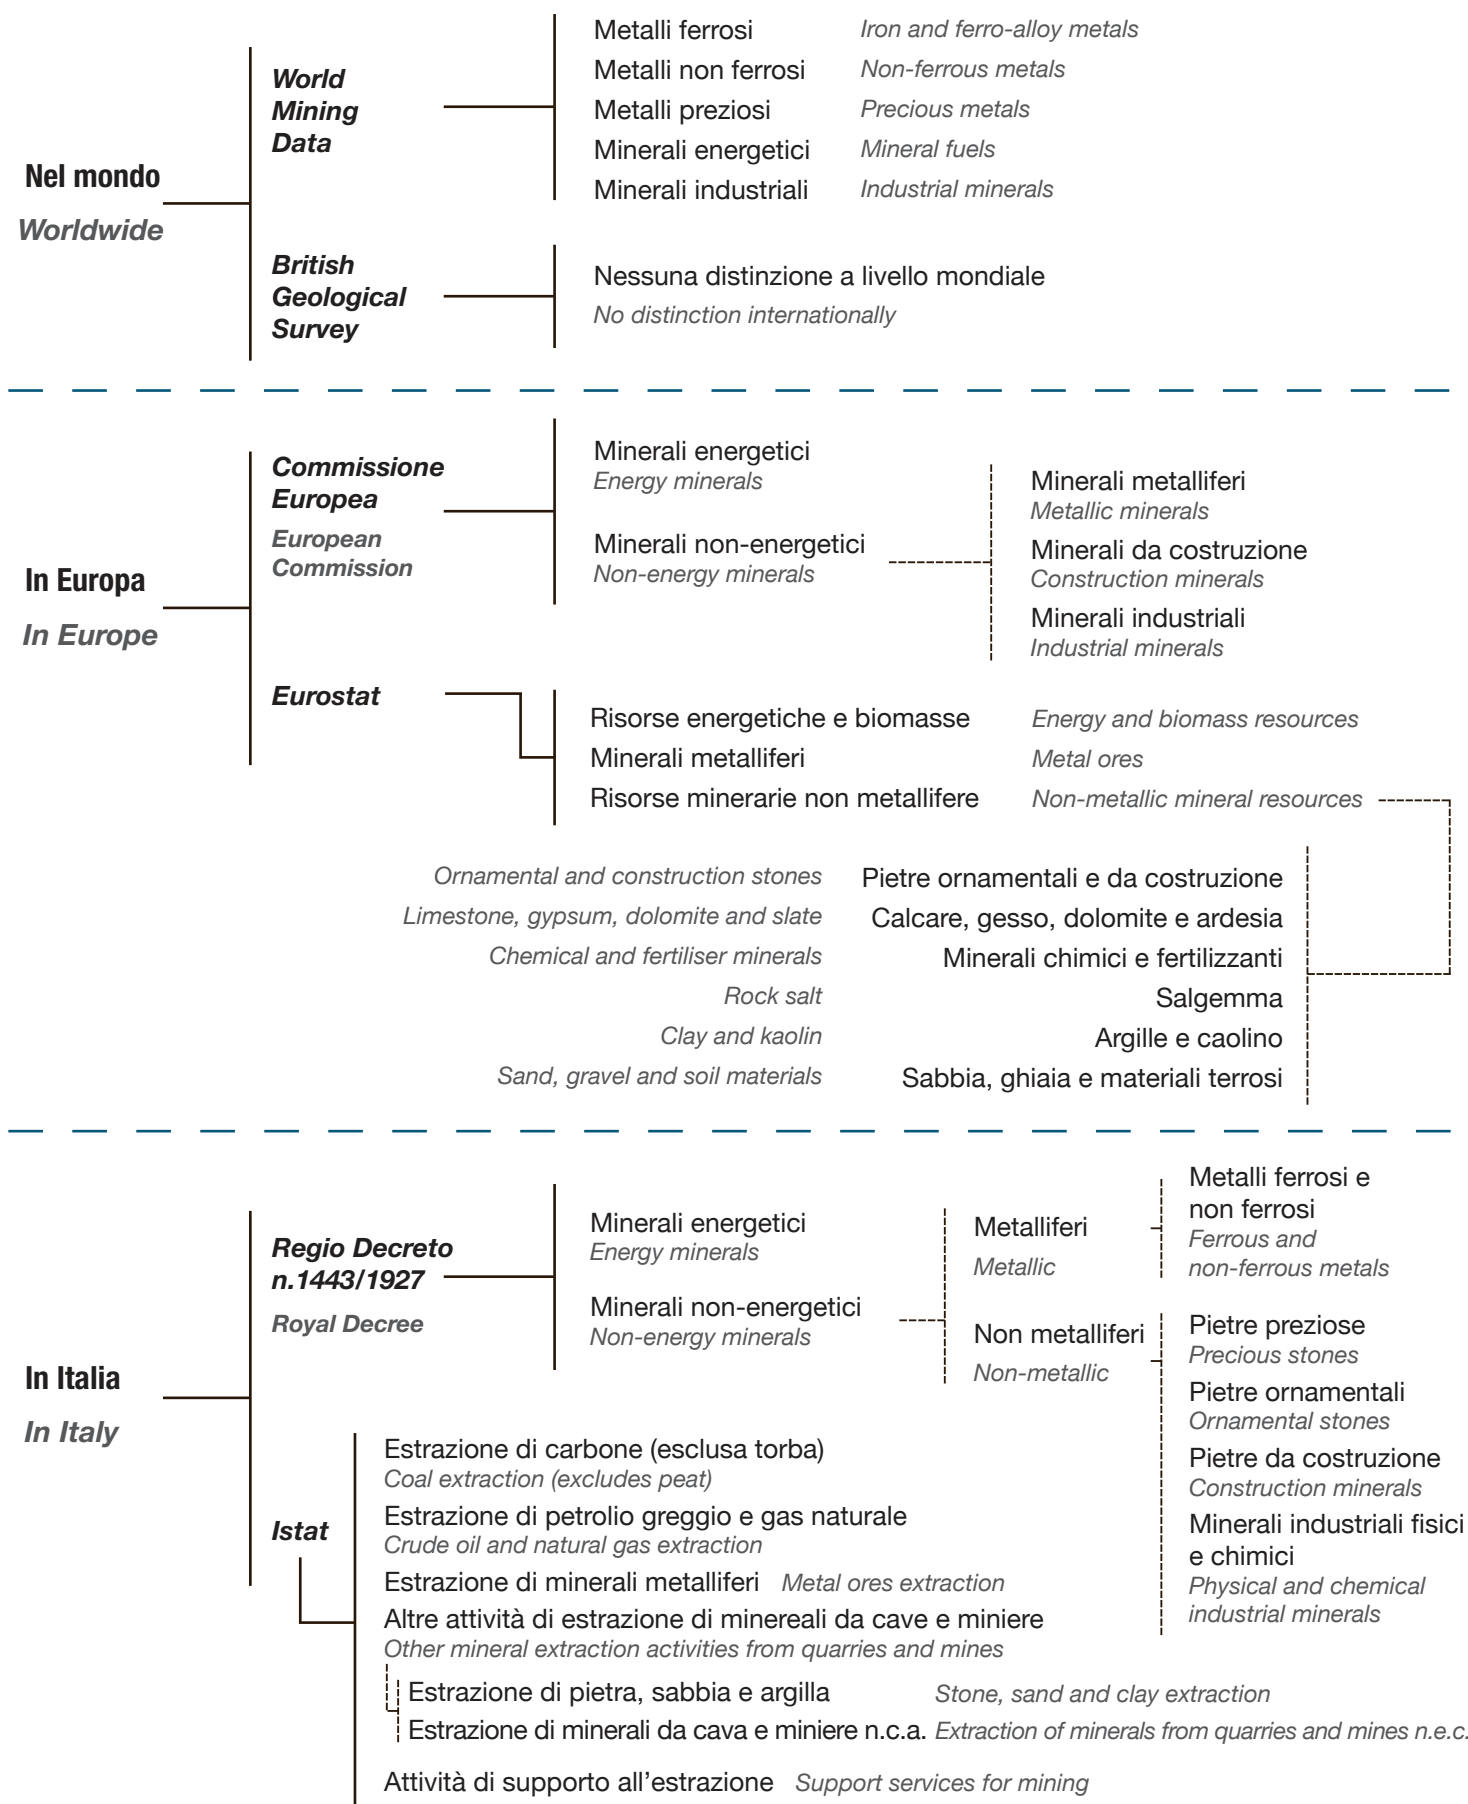 Nel mondo
Worldwide
World
Mining
Data
Metalli ferrosi Iron and ferro-alloy metals
Metalli non ferrosi Non-ferrous metals
Metalli preziosi Precious metals
Minerali energetici Mineral fuels
Minerali industriali Industrial minerals
British
Geological
Survey
Nessuna distinzione a livello mondiale
No distinction internationally
In Europa
In Europe
Commissione
Europea
European
Commission
Minerali energetici
Energy minerals
Minerali non-energetici
Non-energy minerals
Minerali metalliferi
Metallic minerals
Minerali da costruzione
Construction minerals
Minerali industriali
Industrial minerals
Eurostat
Risorse energetiche e biomasse Energy and biomass resources
Minerali metalliferi Metal ores
Risorse minerarie non metallifere Non-metallic mineral resources
Ornamental and construction stones Pietre ornamentali e da costruzione
Limestone, gypsum, dolomite and slate Calcare, gesso, dolomite e ardesia
Chemical and fertiliser minerals Minerali chimici e fertilizzanti
Rock salt Salgemma
Clay and kaolin Argille e caolino
Sand, gravel and soil materials Sabbia, ghiaia e materiali terrosi
In Italia
In Italy
Regio Decreto
n.1443/1927
Royal Decree
Minerali energetici
Energy minerals
Minerali non-energetici
Non-energy minerals
Metalliferi
Metallic
Metalli ferrosi e
non ferrosi
Ferrous and
non-ferrous metals
Non metalliferi
Non-metallic
Pietre preziose
Precious stones
Pietre ornamentali
Ornamental stones
Pietre da costruzione
Construction minerals
Minerali industriali fisici
e chimici
Physical and chemical
industrial minerals
Istat
Estrazione di carbone (esclusa torba)
Coal extraction (excludes peat)
Estrazione di petrolio greggio e gas naturale
Crude oil and natural gas extraction
Estrazione di minerali metalliferi Metal ores extraction
Altre attività di estrazione di minereali da cave e miniere
Other mineral extraction activities from quarries and mines
Estrazione di pietra, sabbia e argilla Stone, sand and clay extraction
Estrazione di minerali da cava e miniere n.c.a. Extraction of minerals from quarries and mines n.e.c.
Attività di supporto all'estrazione Support services for mining